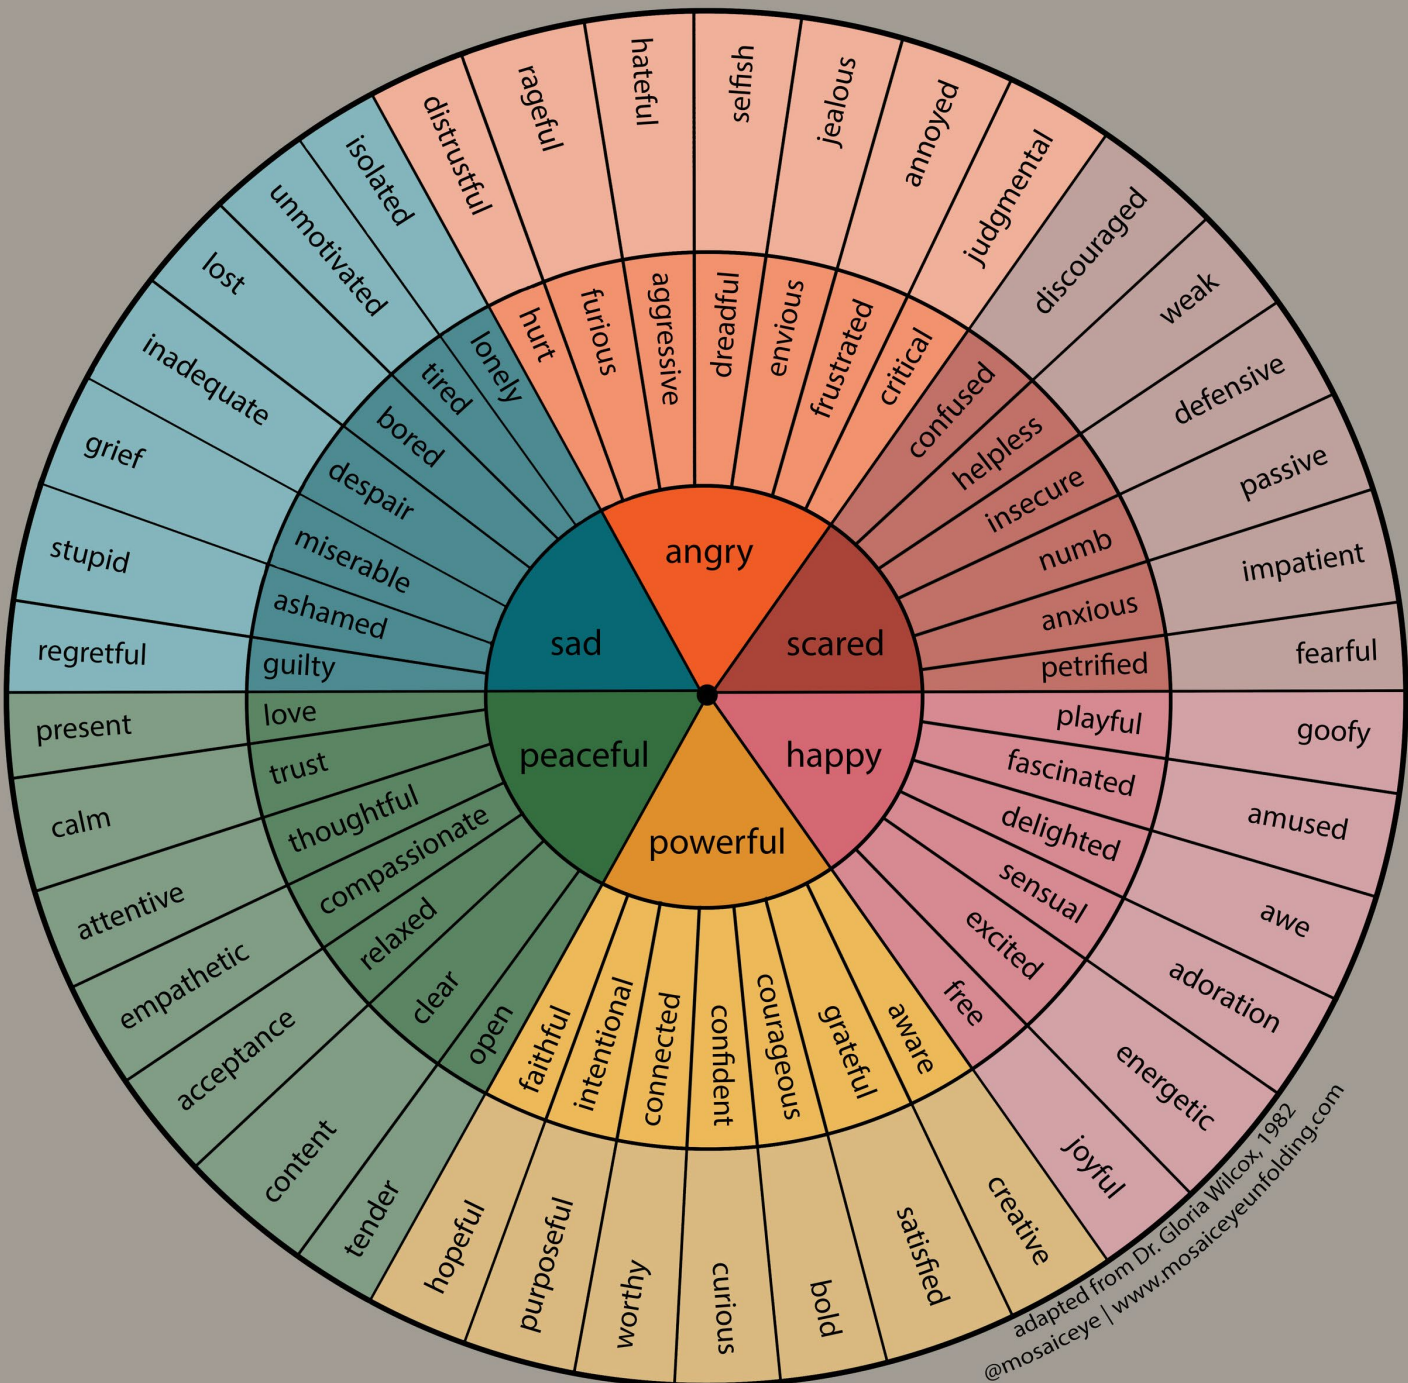 angry
scared
happy
powerful
peaceful
sad
hurt
furious
aggressive
dreadful
envious
frustrated
critical
confused
helpless
insecure
numb
anxious
petrified
playful
fascinated
delighted
sensual
excited
free
aware
grateful
courageous
confident
connected
intentional
faithful
open
clear
relaxed
compassionate
thoughtful
trust
love
guilty
ashamed
miserable
despair
bored
tired
lonely
distrustful
rageful
hateful
selfish
jealous
annoyed
judgmental
discouraged
weak
defensive
passive
impatient
fearful
goofy
amused
awe
adoration
energetic
joyful
creative
satisfied
bold
curious
worthy
purposeful
hopeful
tender
content
acceptance
empathetic
attentive
calm
present
regretful
stupid
grief
inadequate
lost
unmotivated
isolated
adapted from Dr. Gloria Wilcox, 1982
@mosaiceye | www.mosaiceyeunfolding.com